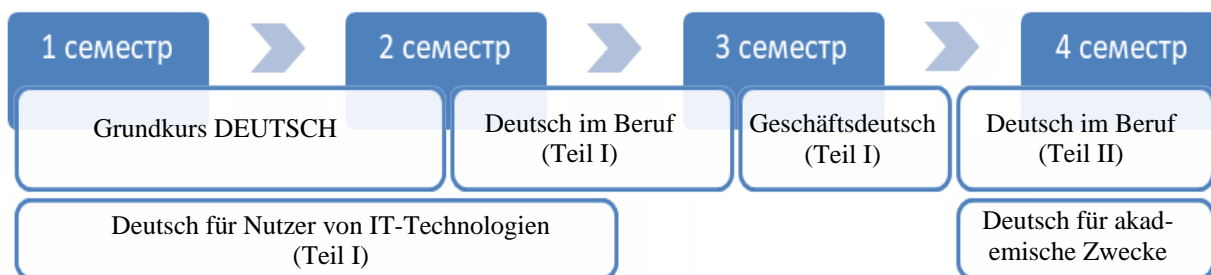 1 семестр
2 семестр
3 семестр
4 семестр
Grundkurs DEUTSCH
Deutsch im Beruf
(Teil I)
Geschäftsdeutsch
(Teil I)
Deutsch im Beruf
(Teil II)
Deutsch für Nutzer von IT-Technologien
(Teil I)
Deutsch für akad-
emische Zwecke